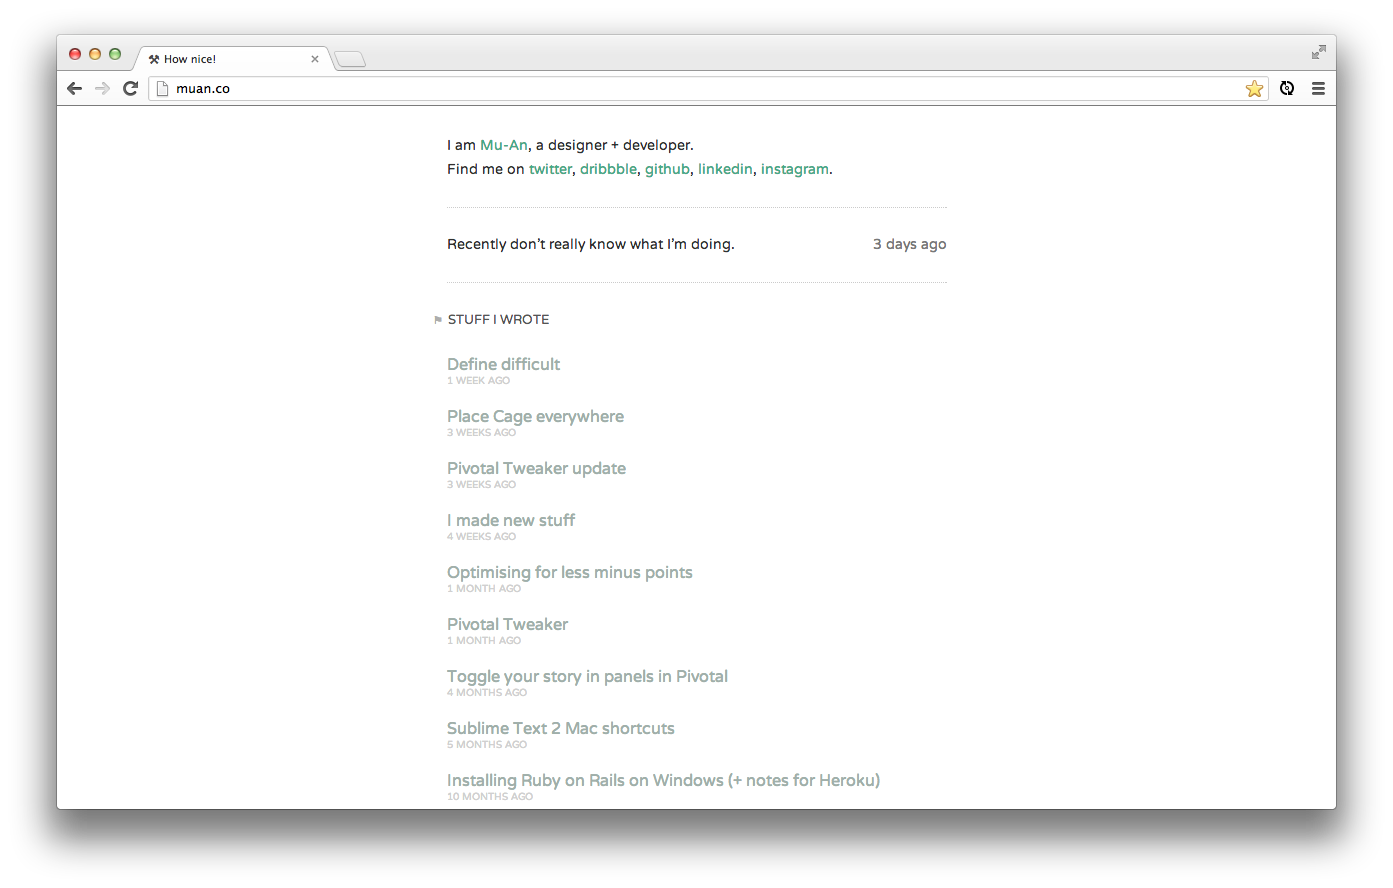 How nice!
muan.co
I am Mu-An, a designer + developer.
Find me on twitter, dribbble, github, linkedin, instagram.
Recently don’t really know what I’m doing. 3 days ago
STUFF I WROTE
Define difficult
1 WEEK AGO
Place Cage everywhere
3 WEEKS AGO
Pivotal Tweaker update
3 WEEKS AGO
I made new stuff
4 WEEKS AGO
Optimising for less minus points
1 MONTH AGO
Pivotal Tweaker
1 MONTH AGO
Toggle your story in panels in Pivotal
4 MONTHS AGO
Sublime Text 2 Mac shortcuts
5 MONTHS AGO
Installing Ruby on Rails on Windows (+ notes for Heroku)
10 MONTHS AGO